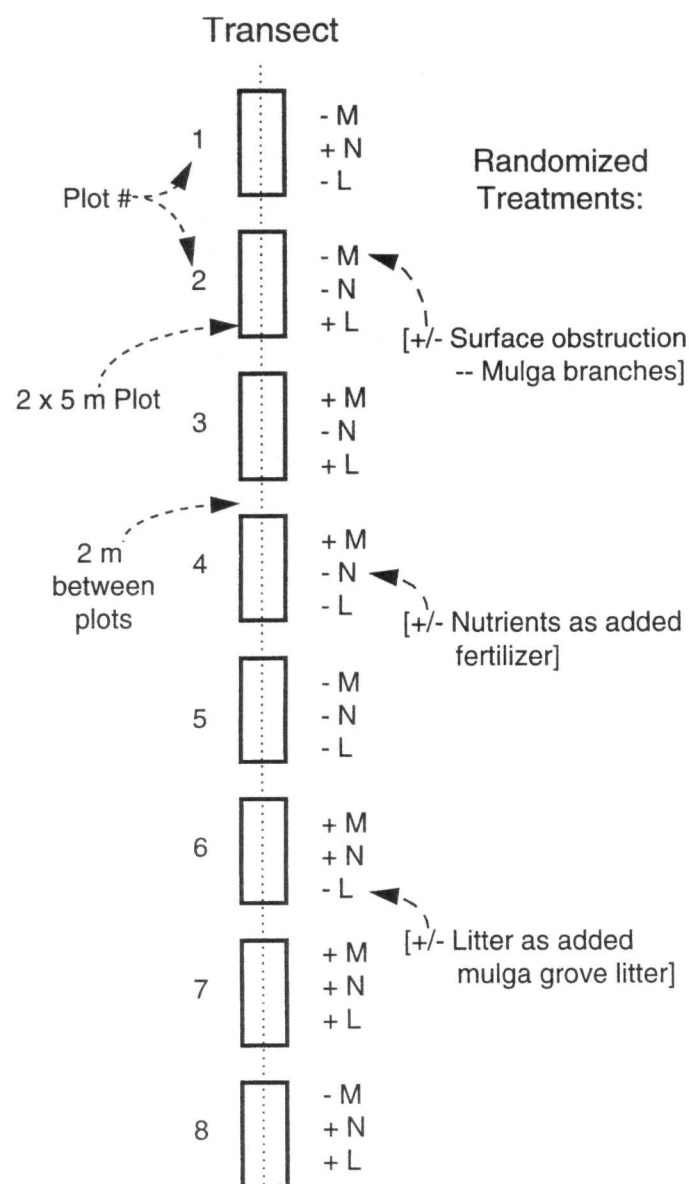 Transect
1
- M
+ N
- L
Randomized
Treatments:
Plot #
2
- M
- N
+ L
[+/- Surface obstruction
-- Mulga branches]
2 x 5 m Plot
3
+ M
- N
+ L
2 m
between
plots
4
+ M
- N
- L
[+/- Nutrients as added
fertilizer]
5
- M
- N
- L
6
+ M
+ N
- L
[+/- Litter as added
mulga grove litter]
7
+ M
+ N
+ L
8
- M
+ N
+ L